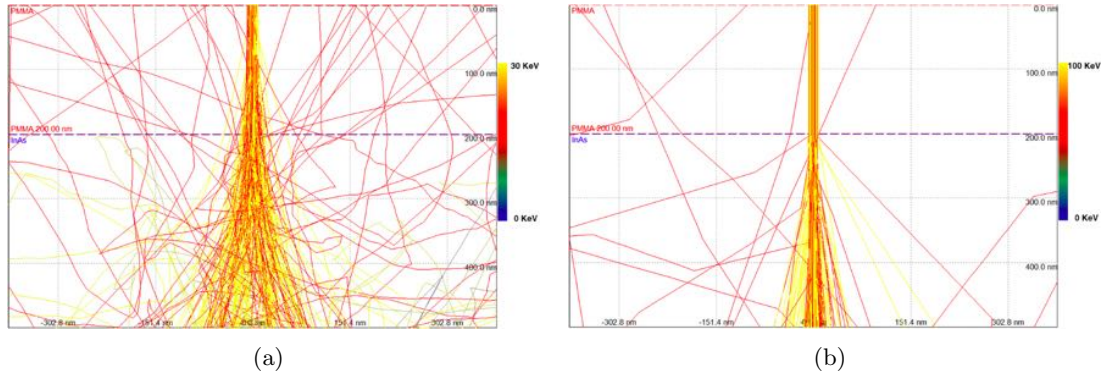 PMMA
0.0 nm
30 KeV
100.0 nm
PMMA 200.00 nm
200.0 nm
InAs
300.0 nm
0 KeV
400.0 nm
-302.8 nm
-151.4 nm
151.4 nm
302.8 nm
(a)
PMMA
0.0 nm
100 KeV
100.0 nm
PMMA 200.00 nm
200.0 nm
InAs
300.0 nm
0 KeV
400.0 nm
-302.8 nm
-151.4 nm
151.4 nm
302.8 nm
(b)